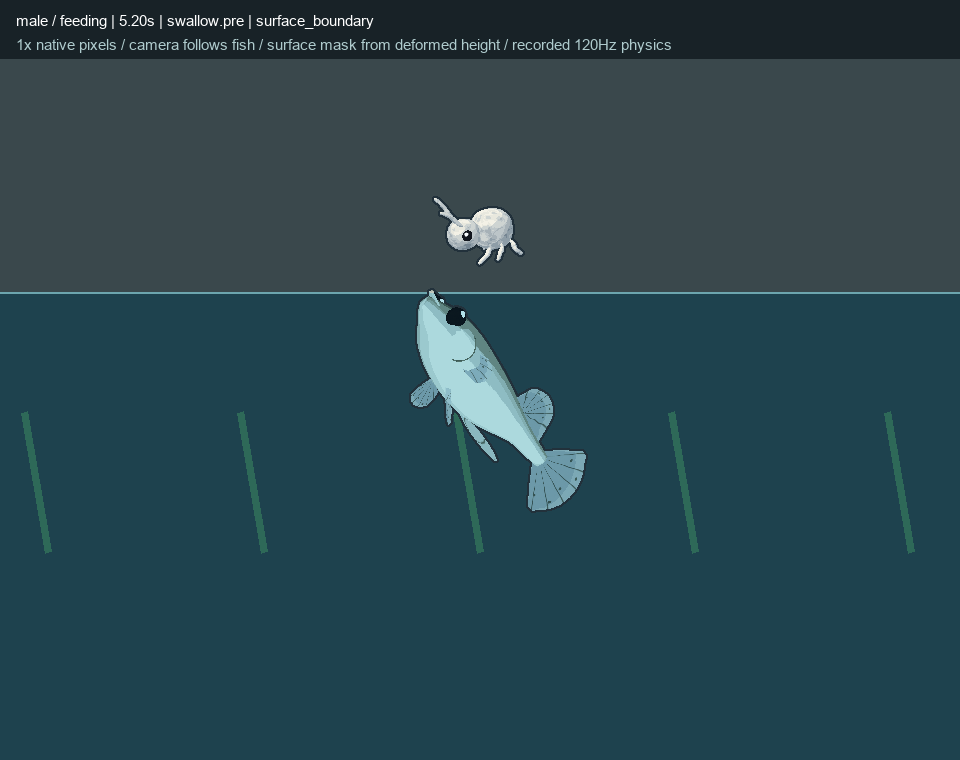 male / feeding | 5.20s | swallow.pre | surface_boundary
1x native pixels / camera follows fish / surface mask from deformed height / recorded 120Hz physics